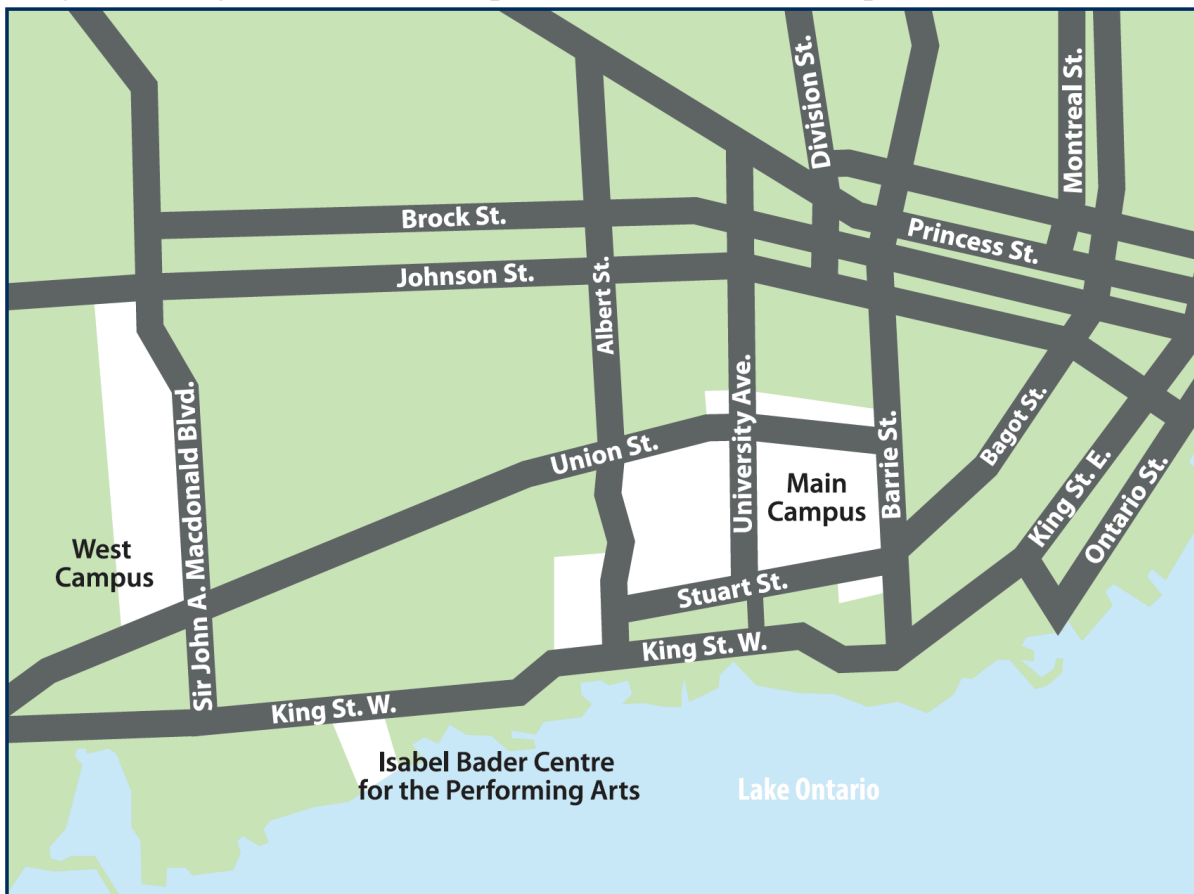 Division St.
Montreal St.
Brock St.
Princess St.
Johnson St.
Albert St.
University Ave.
Sir John A. Macdonald Blvd.
Union St.
Barrie St.
Bagot St.
Main
Campus
King St. E.
Ontario St.
West
Campus
Stuart St.
King St. W.
King St. W.
Isabel Bader Centre
for the Performing Arts
Lake Ontario